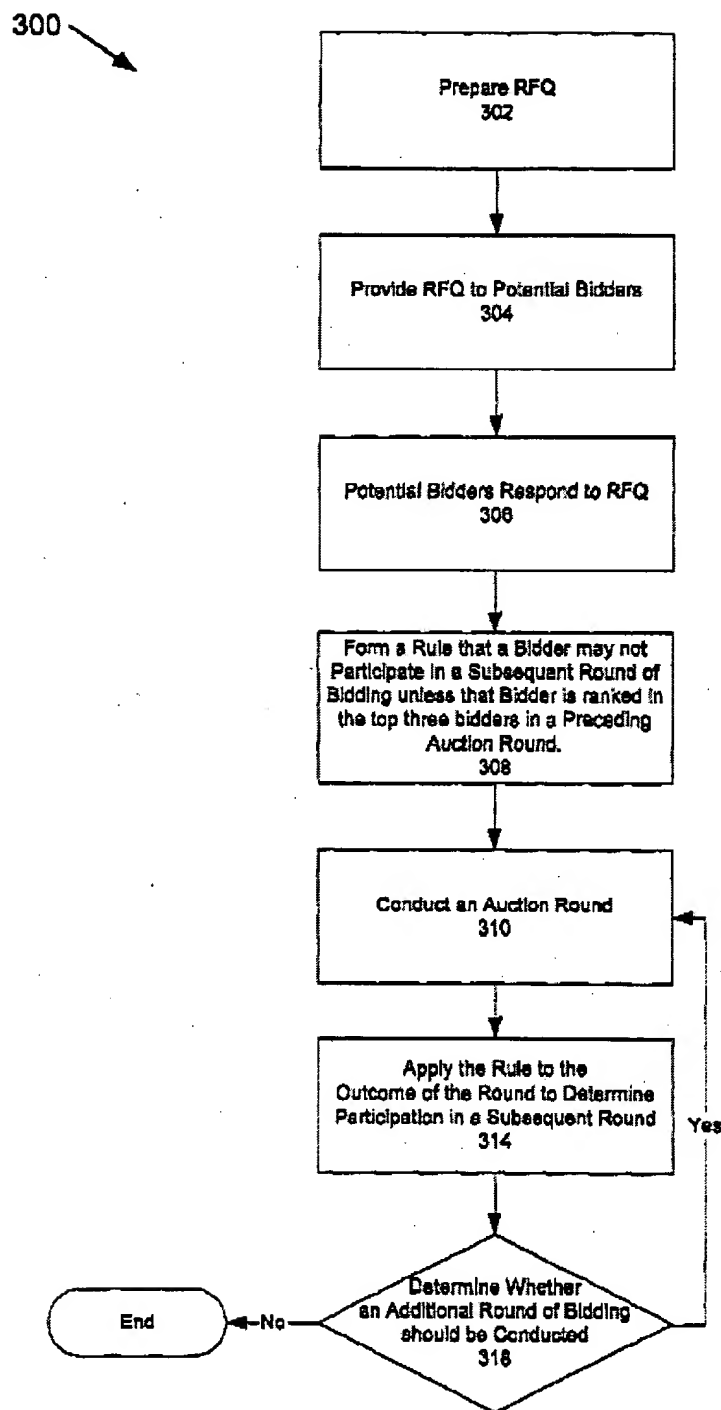 300
Prepare RFQ
302
Provide RFQ to Potential Bidders
304
Potential Bidders Respond to RFQ
306
Form a Rule that a Bidder may not
Participate in a Subsequent Round of
Bidding unless that Bidder is ranked in
the top three bidders in a Preceding
Auction Round.
308
Conduct an Auction Round
310
Apply the Rule to the
Outcome of the Round to Determine
Participation in a Subsequent Round
314
Yes
Determine Whether
an Additional Round of Bidding
should be Conducted
316
No
End